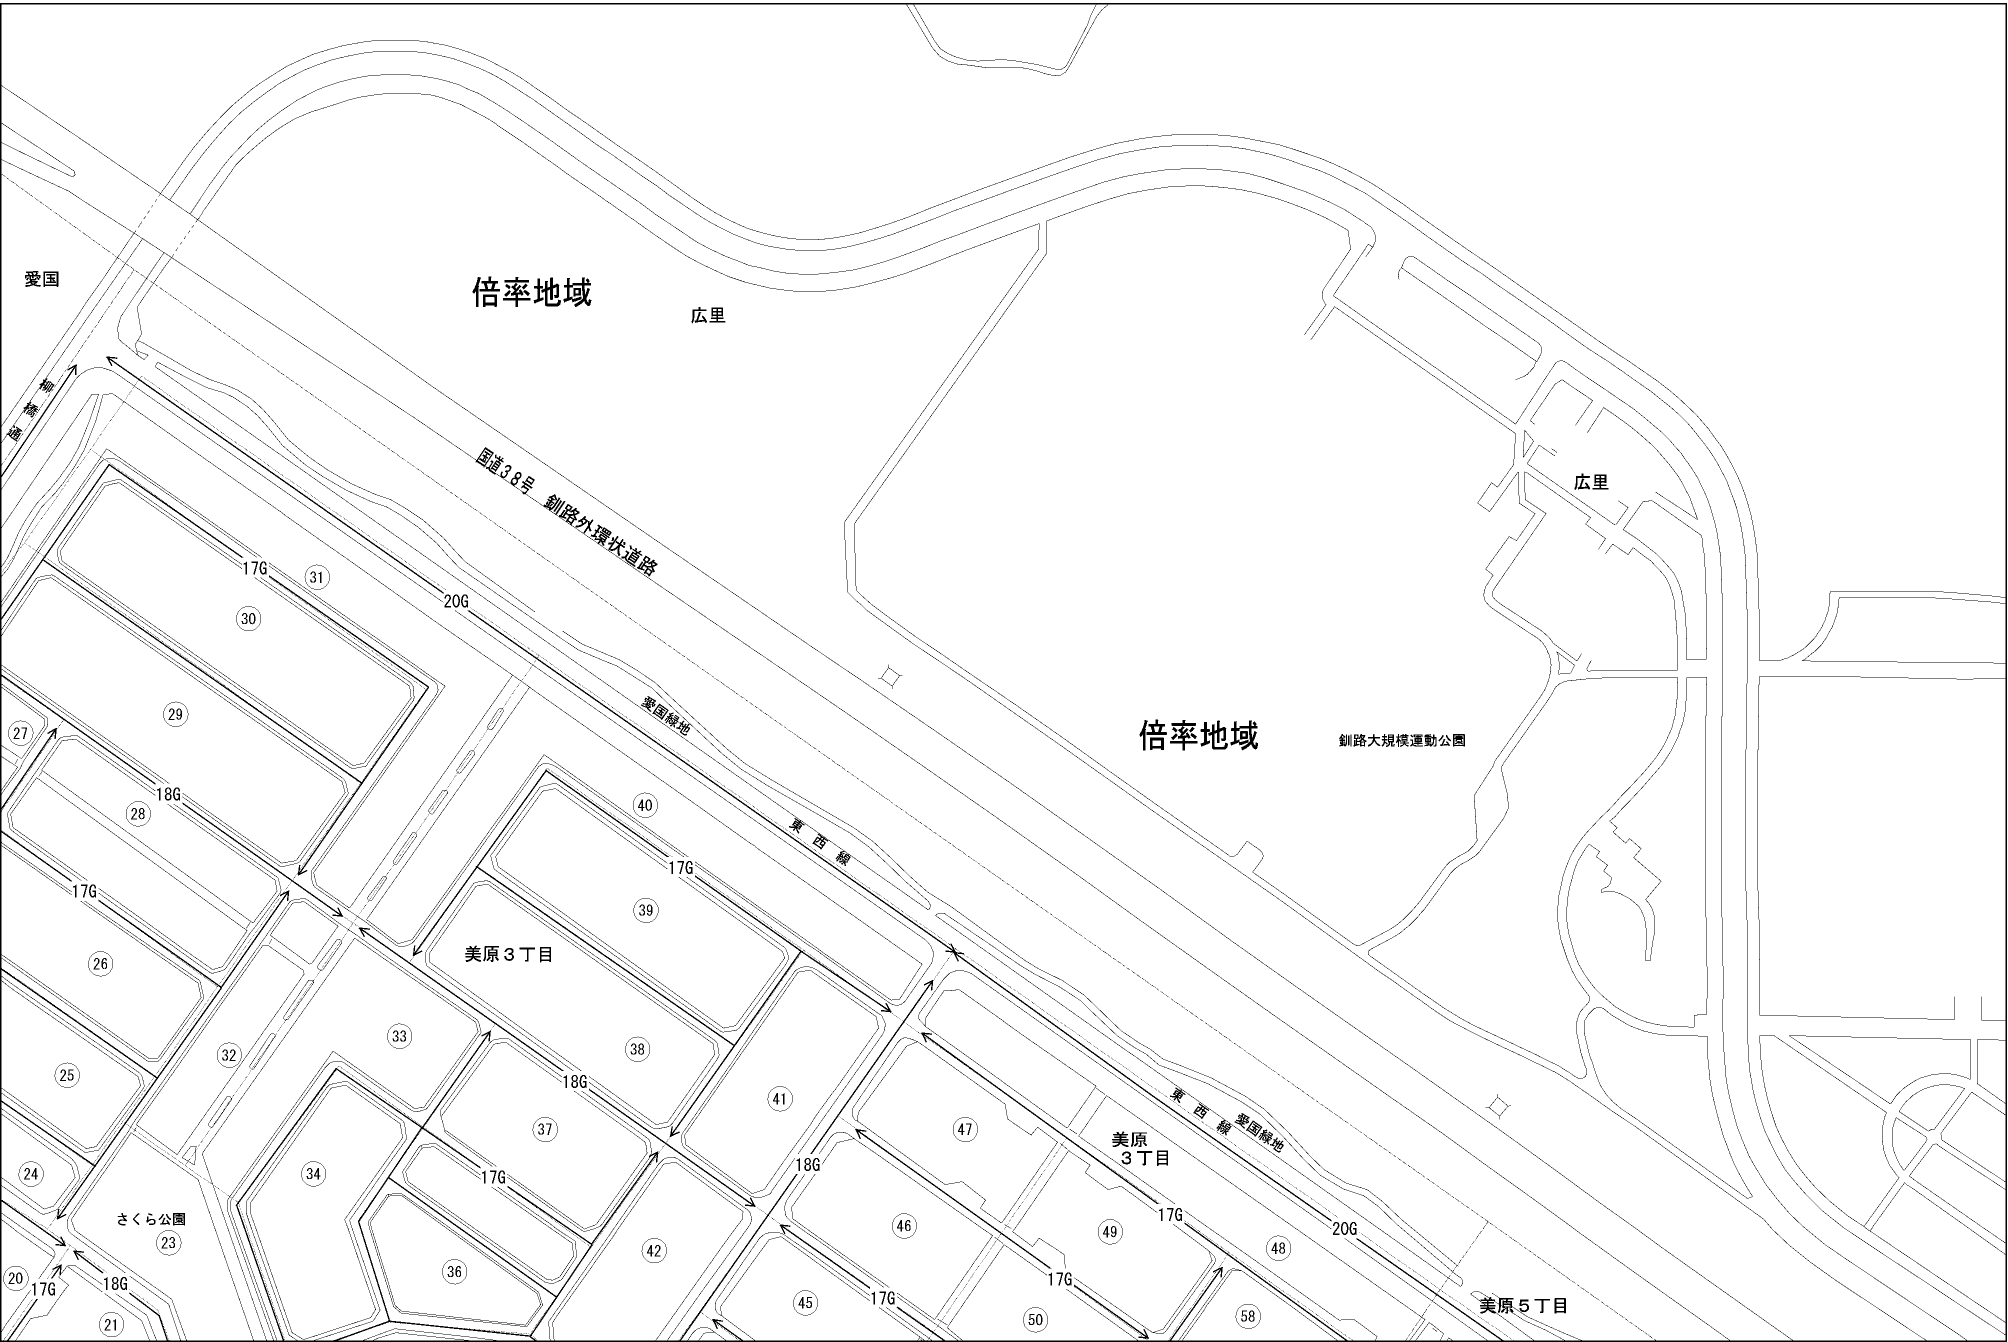 愛国
倍率地域
広里
柳橋通
国道38号 釧路外環状道路
広里
17G
31
20G
30
愛国緑地
29
27
倍率地域
釧路大規模運動公園
18G
28
40
東西線
17G
17G
39
26
美原3丁目
33
38
32
25
18G
41
37
47
東西線
愛国緑地
美原
3丁目
34
17G
18G
24
さくら公園
23
42
46
17G
49
20G
48
36
20
17G
18G
17G
17G
45
21
50
58
美原5丁目